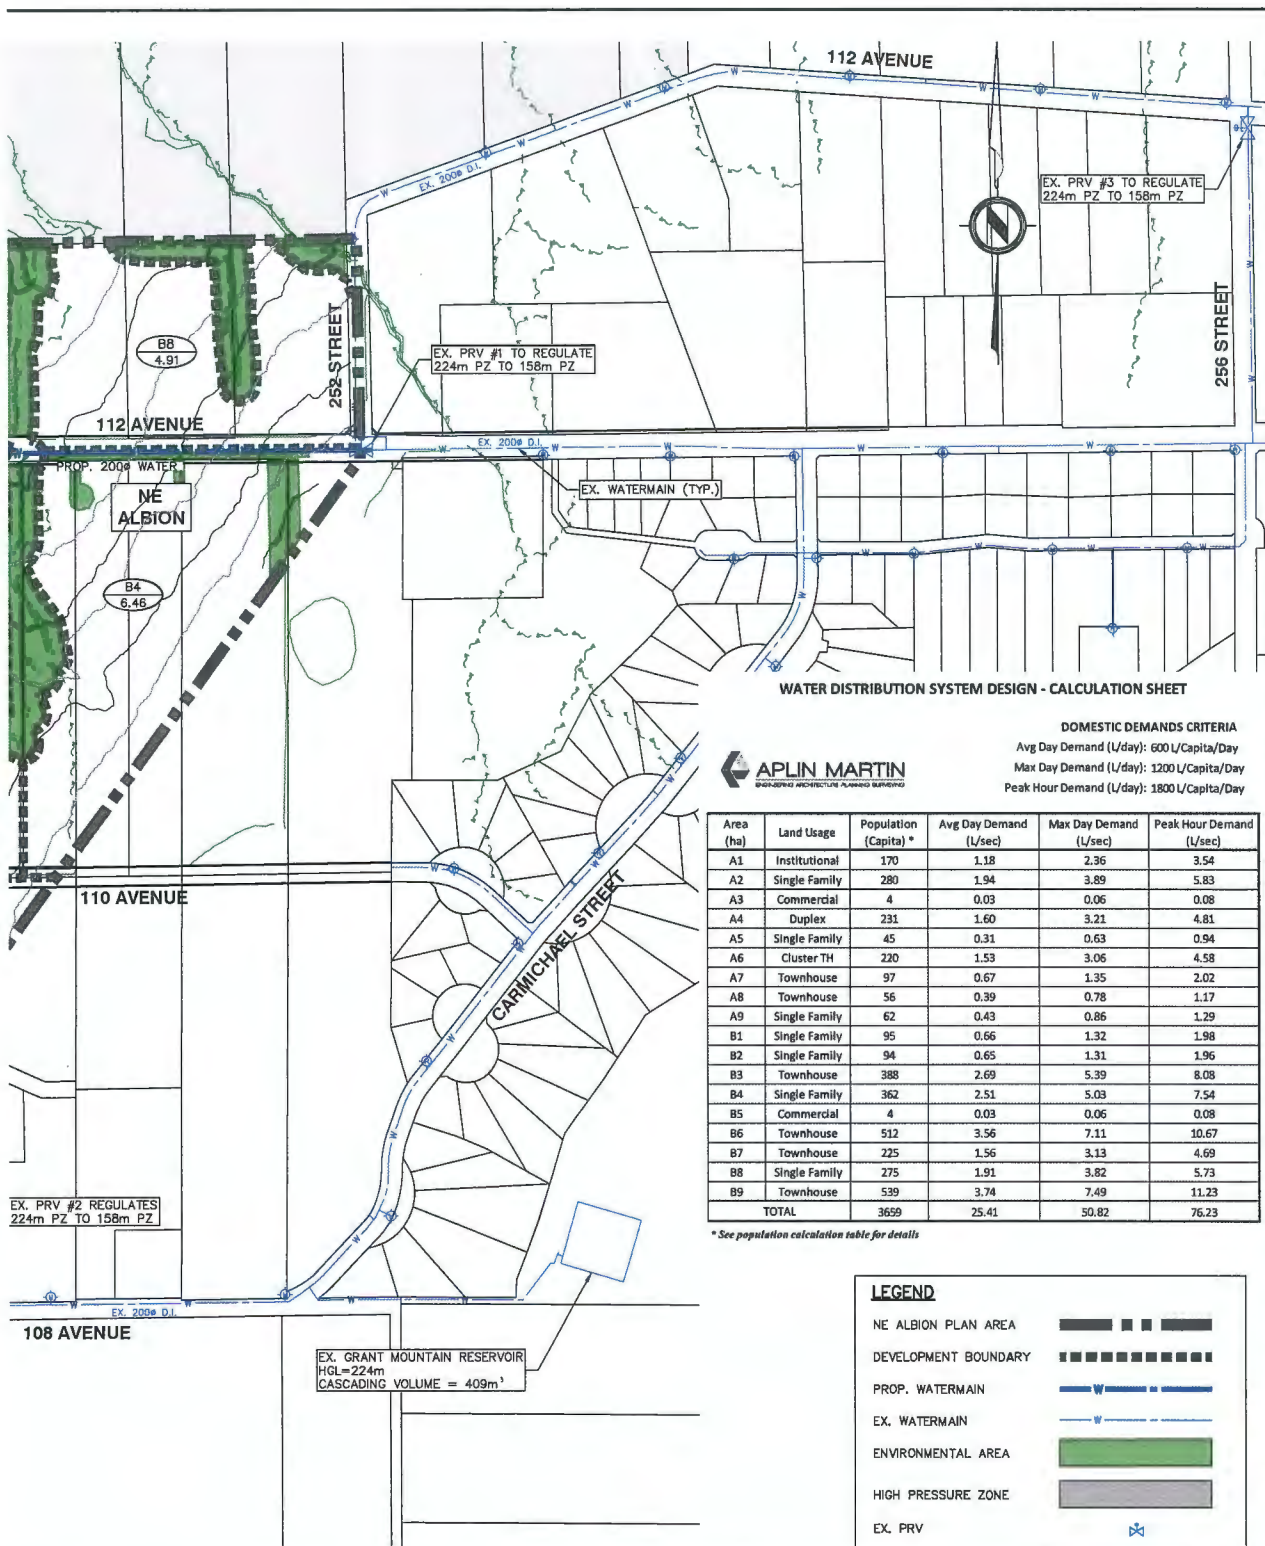 112 AVENUE
EX. 200ø D.I.
EX. PRV #3 TO REGULATE
224m PZ TO 158m PZ
256 STREET
252 STREET
B8
4.91
EX. PRV #1 TO REGULATE
224m PZ TO 158m PZ
112 AVENUE
EX. 200ø D.I.
PROP. 200ø WATER
EX. WATERMAIN (TYP.)
NE
ALBION
B4
6.46
110 AVENUE
CARMICHAEL STREET
EX. PRV #2 REGULATES
224m PZ TO 158m PZ
EX. 200ø D.I.
108 AVENUE
EX. GRANT MOUNTAIN RESERVOIR
HGL=224m
CASCADING VOLUME = 409m³
WATER DISTRIBUTION SYSTEM DESIGN - CALCULATION SHEET
DOMESTIC DEMANDS CRITERIA
Avg Day Demand (L/day): 600 L/Capita/Day
Max Day Demand (L/day): 1200 L/Capita/Day
Peak Hour Demand (L/day): 1800 L/Capita/Day
APLIN MARTIN
ENGINEERING ARCHITECTURE PLANNING SURVEYING
Area (ha) Land Usage Population (Capita) * Avg Day Demand (L/sec) Max Day Demand (L/sec) Peak Hour Demand (L/sec)
A1 Institutional 170 1.18 2.36 3.54
A2 Single Family 280 1.94 3.89 5.83
A3 Commercial 4 0.03 0.06 0.08
A4 Duplex 231 1.60 3.21 4.81
A5 Single Family 45 0.31 0.63 0.94
A6 Cluster TH 220 1.53 3.06 4.58
A7 Townhouse 97 0.67 1.35 2.02
A8 Townhouse 56 0.39 0.78 1.17
A9 Single Family 62 0.43 0.86 1.29
B1 Single Family 95 0.66 1.32 1.98
B2 Single Family 94 0.65 1.31 1.96
B3 Townhouse 388 2.69 5.39 8.08
B4 Single Family 362 2.51 5.03 7.54
B5 Commercial 4 0.03 0.06 0.08
B6 Townhouse 512 3.56 7.11 10.67
B7 Townhouse 225 1.56 3.13 4.69
B8 Single Family 275 1.91 3.82 5.73
B9 Townhouse 539 3.74 7.49 11.23
TOTAL 3659 25.41 50.82 76.23
* See population calculation table for details
LEGEND
NE ALBION PLAN AREA
DEVELOPMENT BOUNDARY
PROP. WATERMAIN W
EX. WATERMAIN W
ENVIRONMENTAL AREA
HIGH PRESSURE ZONE
EX. PRV